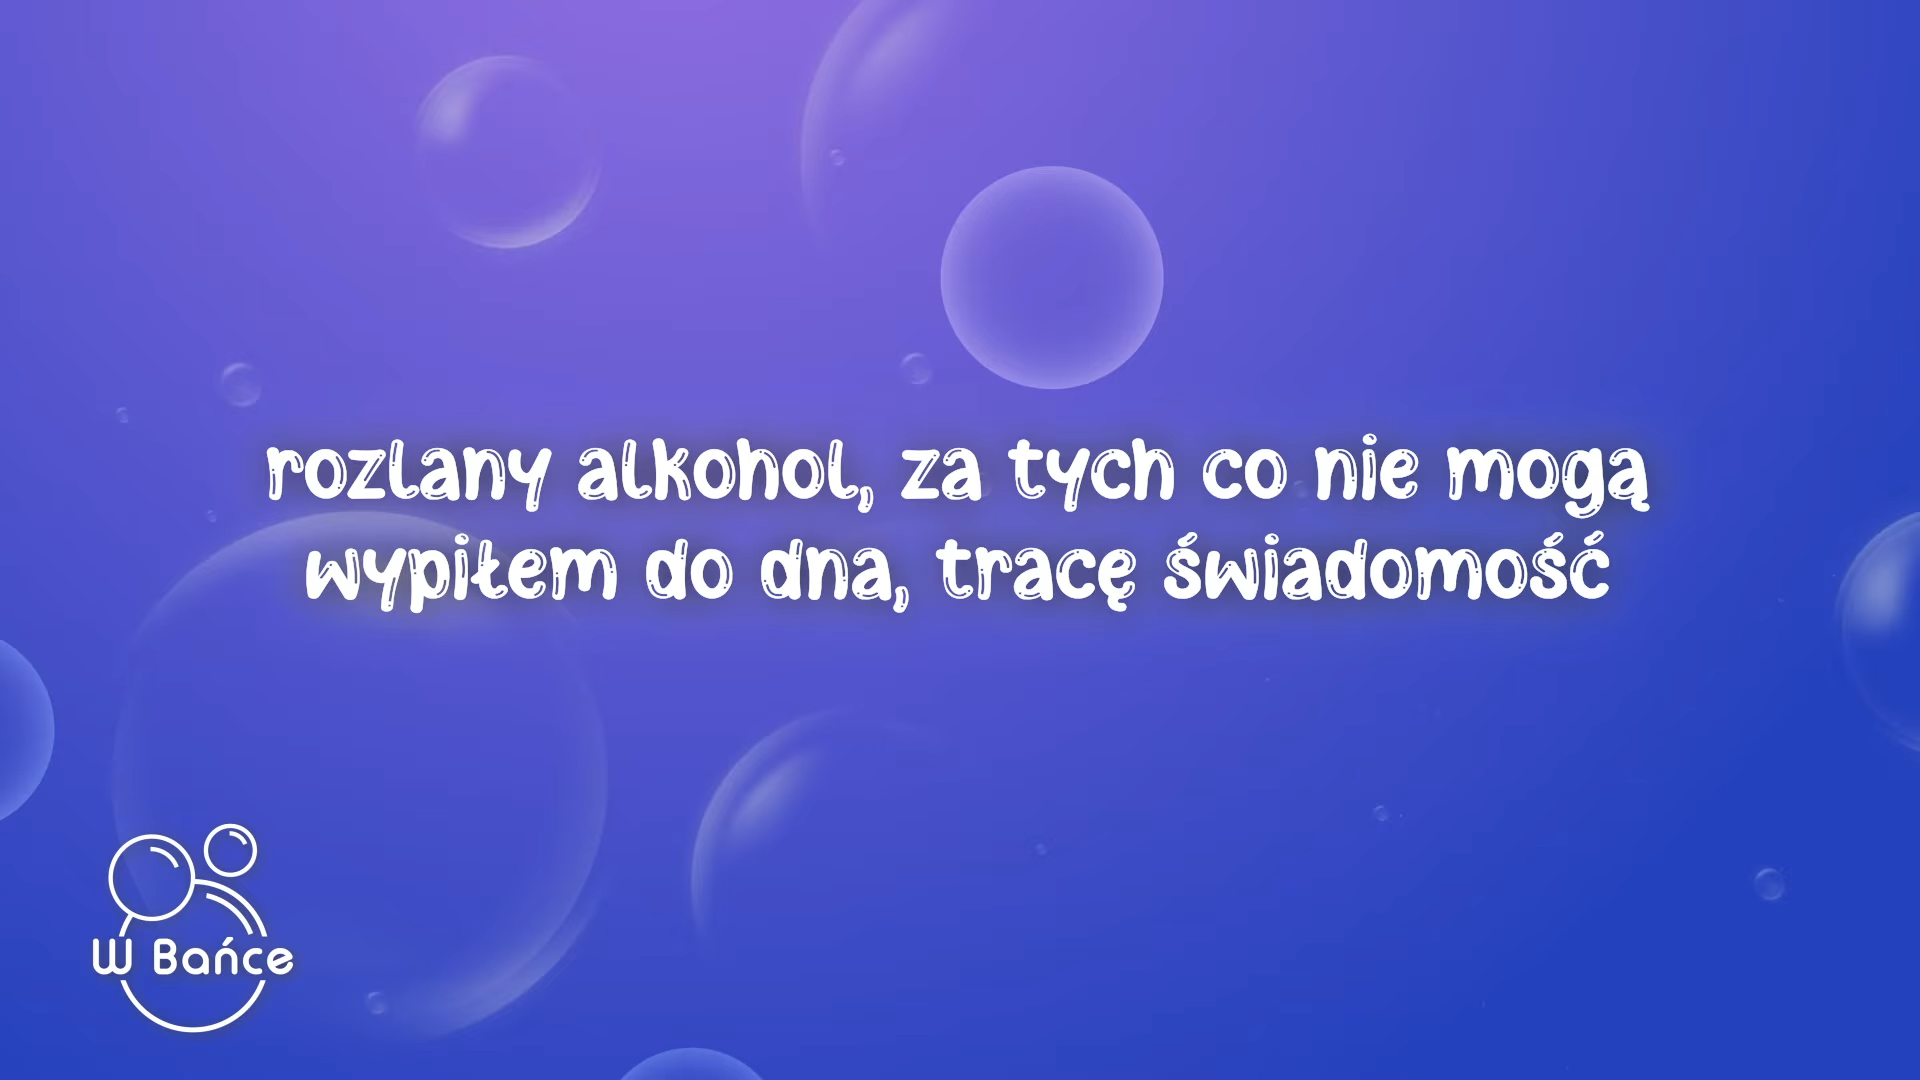 rozlany alkohol, za tych co nie mogą
wypiłem do dna, tracę świadomość
W Bańce